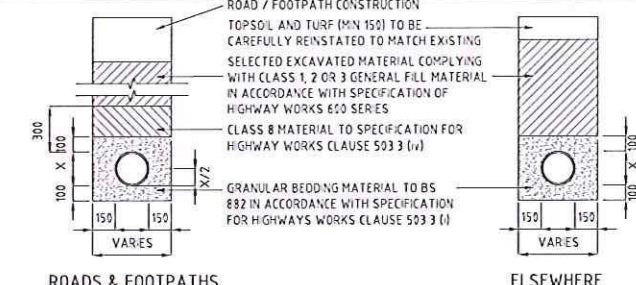 ROAD / FOOTPATH CONSTRUCTION
TOPSOIL AND TURF (MIN 150) TO BE
CAREFULLY REINSTATED TO MATCH EXISTING
SELECTED EXCAVATED MATERIAL COMPLYING
WITH CLASS 1, 2 OR 3 GENERAL FILL MATERIAL
IN ACCORDANCE WITH SPECIFICATION OF
HIGHWAY WORKS 600 SERIES
CLASS 8 MATERIAL TO SPECIFICATION FOR
HIGHWAY WORKS CLAUSE 503 3 (iv)
GRANULAR BEDDING MATERIAL TO BS
882 IN ACCORDANCE WITH SPECIFICATION
FOR HIGHWAYS WORKS CLAUSE 503 3 (i)
300
100
X
100
X/2
150
150
VARIES
ROADS & FOOTPATHS
100
X
100
150
150
VARIES
ELSEWHERE